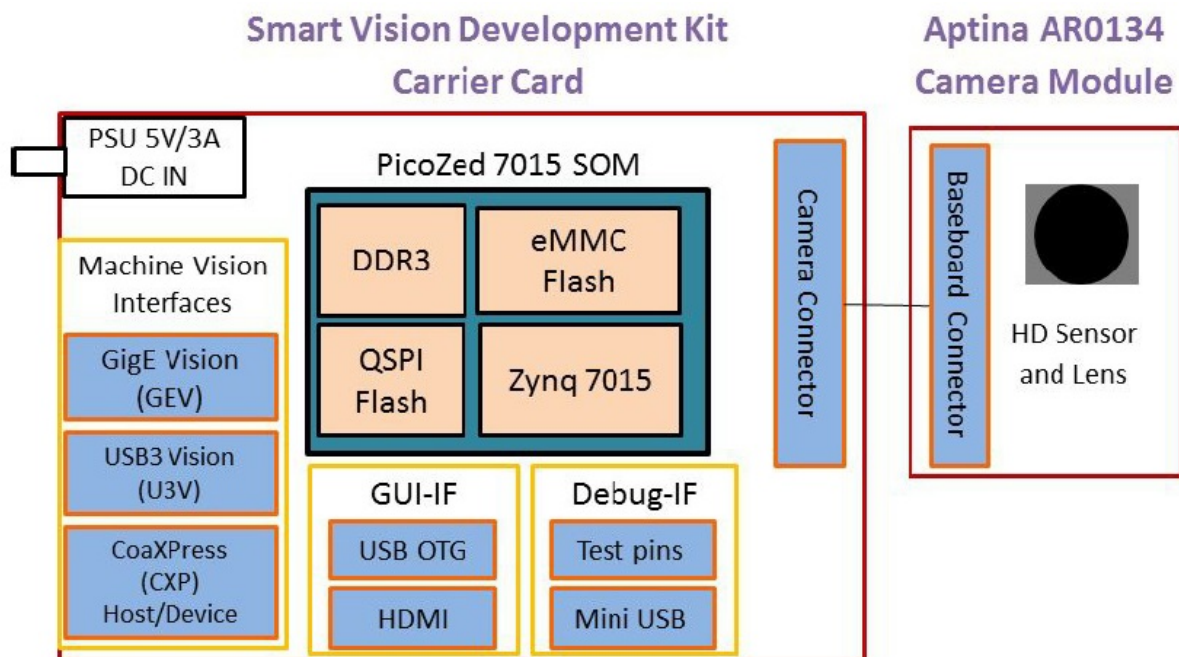 Smart Vision Development Kit
Carrier Card
Aptina AR0134
Camera Module
PSU 5V/3A
DC IN
PicoZed 7015 SOM
DDR3
eMMC
Flash
QSPI
Flash
Zynq 7015
Machine Vision
Interfaces
GigE Vision
(GEV)
USB3 Vision
(U3V)
CoaXPress
(CXP)
Host/Device
GUI-IF
USB OTG
HDMI
Debug-IF
Test pins
Mini USB
Camera Connector
Baseboard Connector
HD Sensor
and Lens